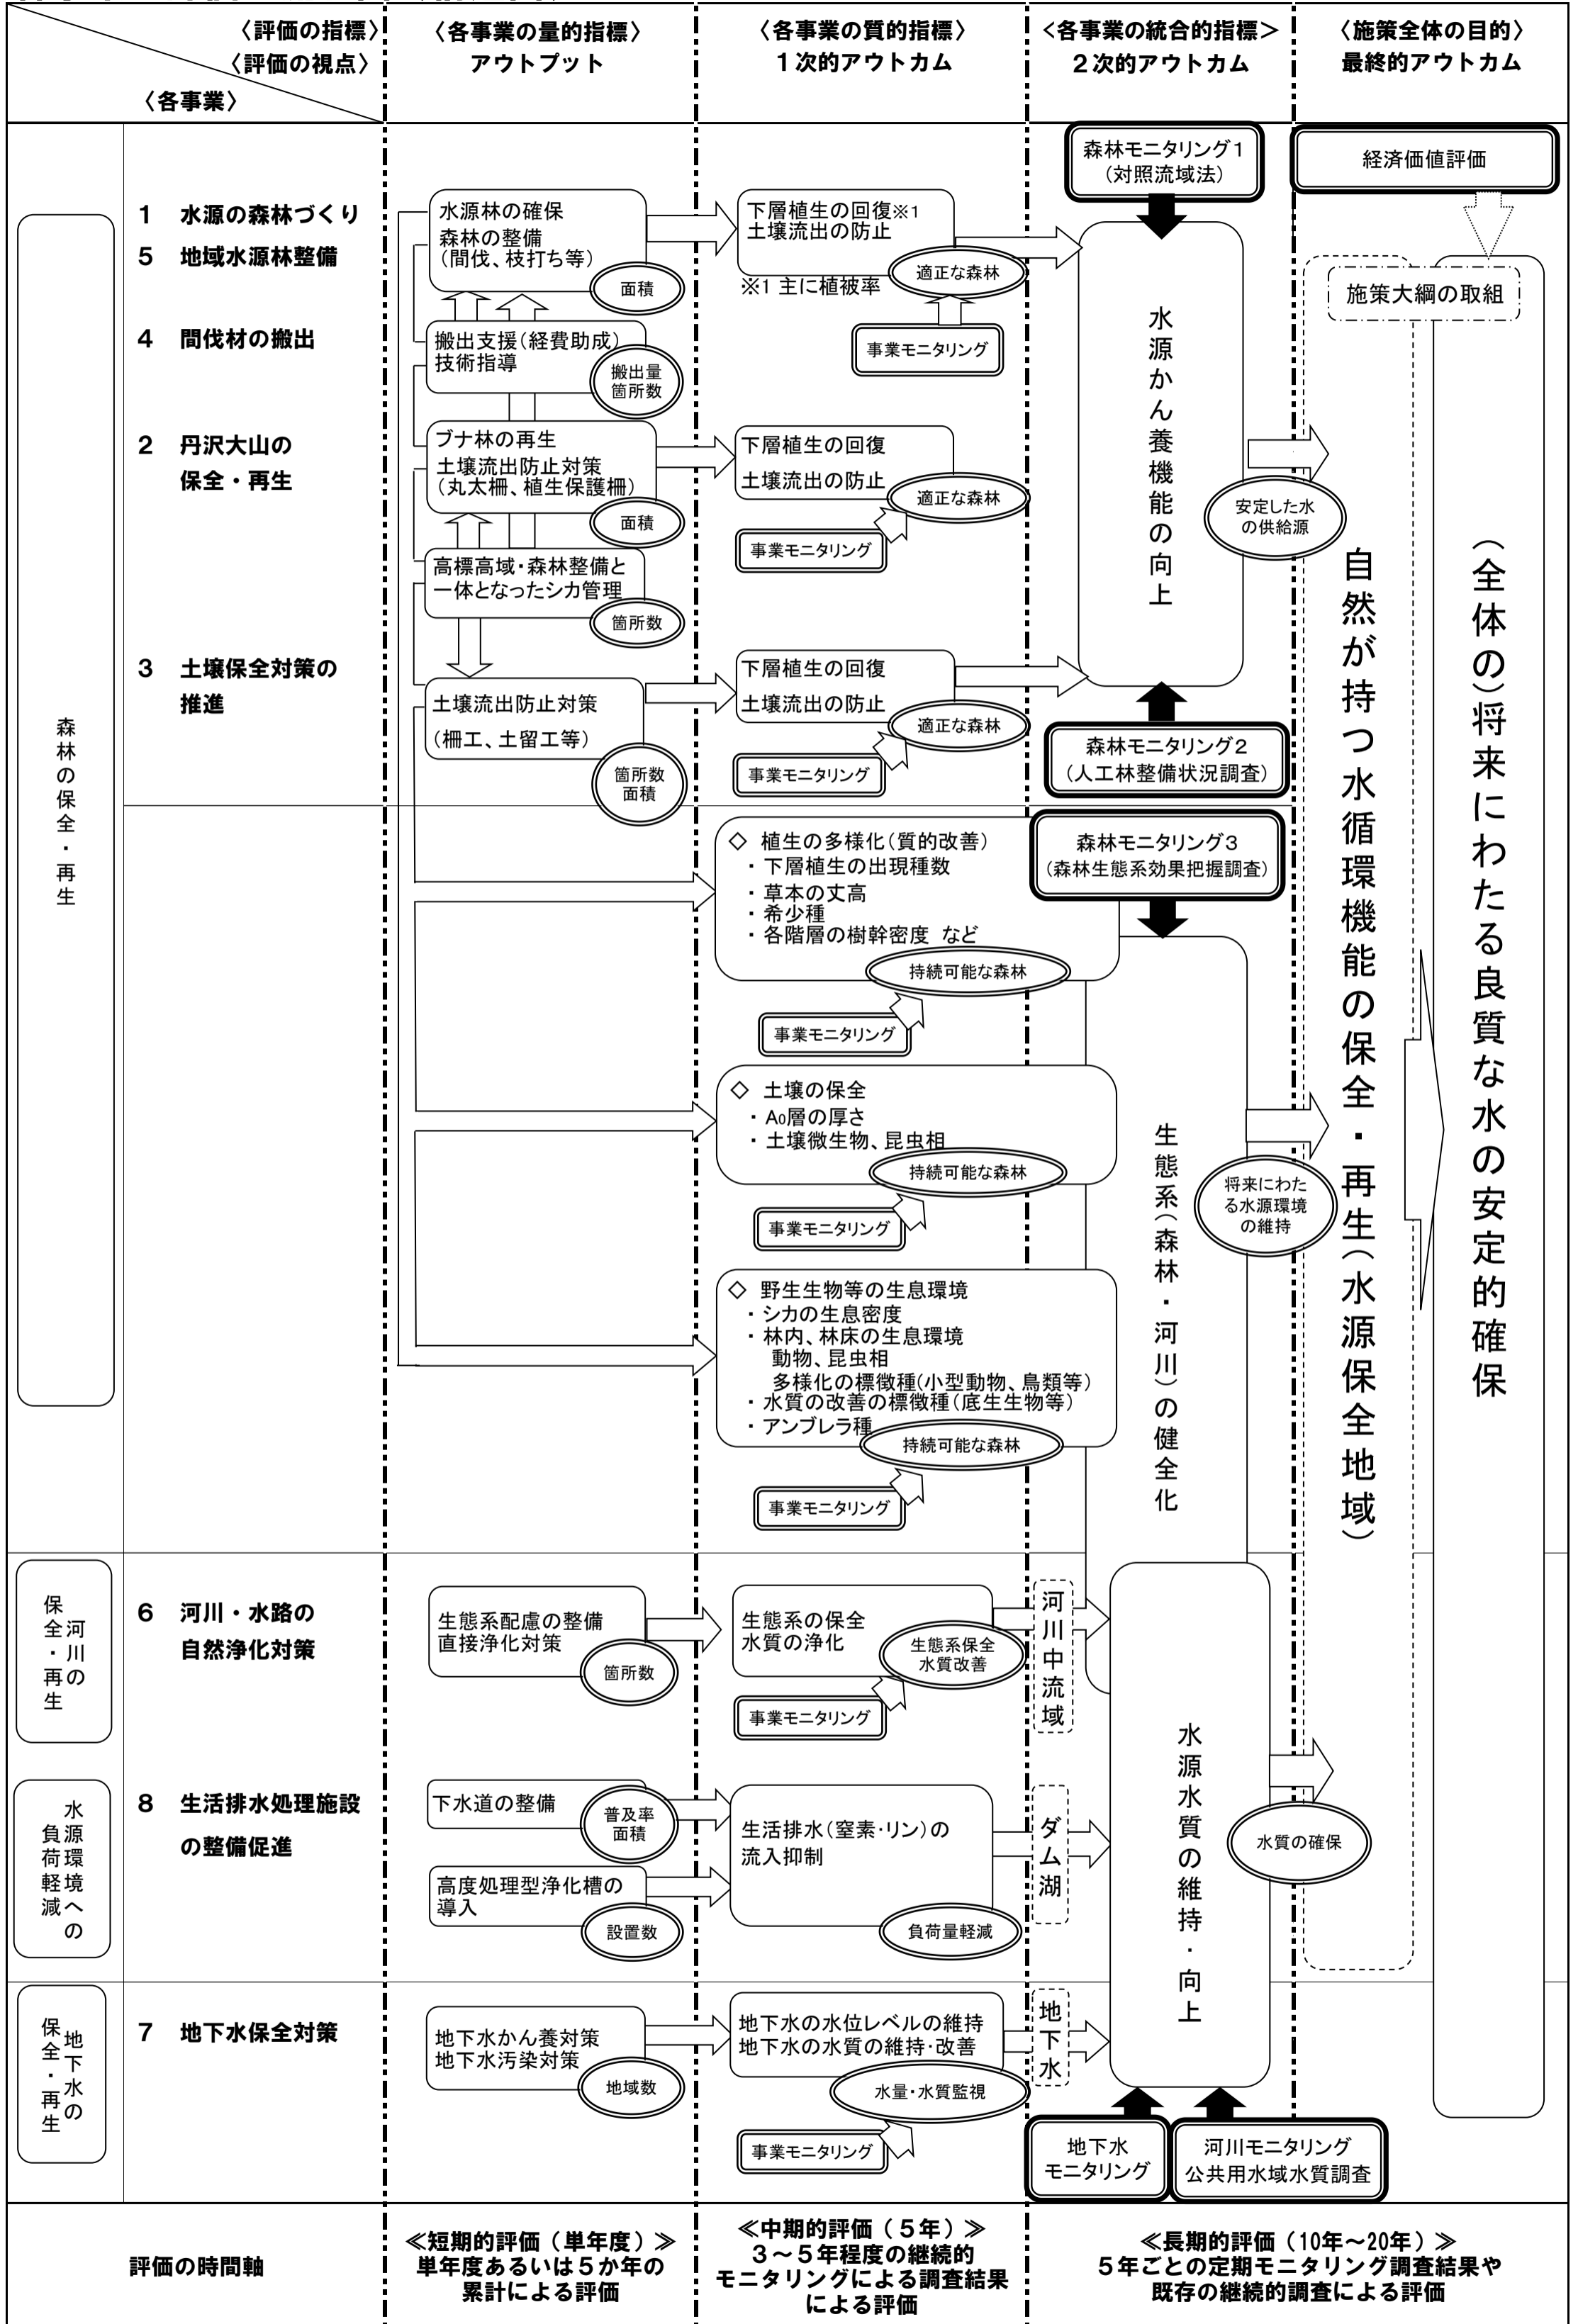 〈評価の指標〉
〈評価の視点〉
〈各事業〉
〈各事業の量的指標〉
アウトプット
〈各事業の質的指標〉
1次的アウトカム
＜各事業の統合的指標＞
2次的アウトカム
〈施策全体の目的〉
最終的アウトカム
森林の保全・再生
1 水源の森林づくり
5 地域水源林整備
4 間伐材の搬出
2 丹沢大山の
保全・再生
3 土壌保全対策の
推進
水源林の確保
森林の整備
（間伐、枝打ち等）
面積
搬出支援（経費助成）
技術指導
搬出量
箇所数
ブナ林の再生
土壌流出防止対策
（丸太柵、植生保護柵）
面積
高標高域・森林整備と
一体となったシカ管理
箇所数
土壌流出防止対策
（柵工、土留工等）
箇所数
面積
下層植生の回復※1
土壌流出の防止
適正な森林
※1 主に植被率
事業モニタリング
下層植生の回復
土壌流出の防止
適正な森林
事業モニタリング
下層植生の回復
土壌流出の防止
適正な森林
事業モニタリング
◇ 植生の多様化（質的改善）
・下層植生の出現種数
・草本の丈高
・希少種
・各階層の樹幹密度 など
持続可能な森林
事業モニタリング
◇ 土壌の保全
・A0層の厚さ
・土壌微生物、昆虫相
持続可能な森林
事業モニタリング
◇ 野生生物等の生息環境
・シカの生息密度
・林内、林床の生息環境
動物、昆虫相
多様化の標徴種（小型動物、鳥類等）
・水質の改善の標徴種（底生生物等）
・アンブレラ種
持続可能な森林
事業モニタリング
森林モニタリング1
（対照流域法）
水源かん養機能の向上
森林モニタリング2
（人工林整備状況調査）
森林モニタリング3
（森林生態系効果把握調査）
生態系（森林・河川）の健全化
経済価値評価
施策大綱の取組
安定した水
の供給源
将来にわた
る水源環境
の維持
自然が持つ水循環機能の保全・再生（水源保全地域）
（全体の）将来にわたる良質な水の安定的確保
河川の
保全・再生
6 河川・水路の
自然浄化対策
生態系配慮の整備
直接浄化対策
箇所数
生態系の保全
水質の浄化
生態系保全
水質改善
事業モニタリング
河川中流域
水源環境への
負荷軽減
8 生活排水処理施設
の整備促進
下水道の整備
普及率
面積
高度処理型浄化槽の
導入
設置数
生活排水（窒素・リン）の
流入抑制
負荷量軽減
ダム湖
水源水質の維持・向上
水質の確保
地下水の
保全・再生
7 地下水保全対策
地下水かん養対策
地下水汚染対策
地域数
地下水の水位レベルの維持
地下水の水質の維持・改善
水量・水質監視
事業モニタリング
地下水
地下水
モニタリング
河川モニタリング
公共用水域水質調査
評価の時間軸
≪短期的評価（単年度）≫
単年度あるいは5か年の
累計による評価
≪中期的評価（5年）≫
3～5年程度の継続的
モニタリングによる調査結果
による評価
≪長期的評価（10年～20年）≫
5年ごとの定期モニタリング調査結果や
既存の継続的調査による評価